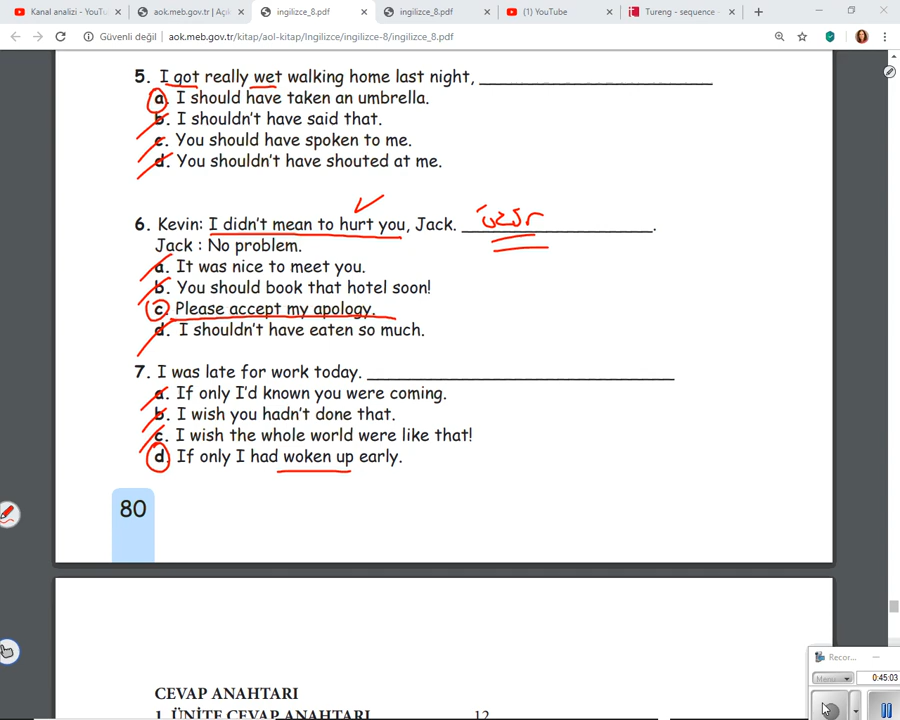 Kanal analizi - YouTu
aok.meb.gov.tr | Açık
ingilizce_8.pdf
ingilizce_8.pdf
(1) YouTube
Tureng - sequence -
Güvenli değil | aok.meb.gov.tr/kitap/aol-kitap/Ingilizce/ingilizce-8/ingilizce_8.pdf
5. I got really wet walking home last night, ____________________
a. I should have taken an umbrella.
b. I shouldn't have said that.
c. You should have spoken to me.
d. You shouldn't have shouted at me.
6. Kevin: I didn't mean to hurt you, Jack. ____________________.
özür
Jack : No problem.
a. It was nice to meet you.
b. You should book that hotel soon!
c. Please accept my apology.
d. I shouldn't have eaten so much.
7. I was late for work today. ____________________
a. If only I'd known you were coming.
b. I wish you hadn't done that.
c. I wish the whole world were like that!
d. If only I had woken up early.
80
Recor...
Menu
0:45:03
CEVAP ANAHTARI
1. ÜNİTE CEVAP ANAHTARI 12